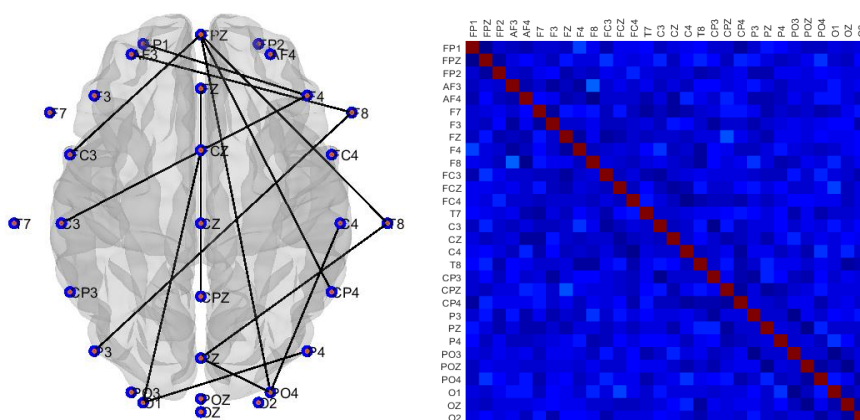 FPZ
FP1 FP2
AF3 AF4
FZ
F3 F4
F7 F8
FCZ
FC3 FC4
T7 C3 CZ C4 T8
CP3 CPZ CP4
P3 PZ P4
PO3 PO4
O1 POZ O2
OZ
FP1 FPZ FP2 AF3 AF4 F7 F3 FZ F4 F8 FC3 FCZ FC4 T7 C3 CZ C4 T8 CP3 CPZ CP4 P3 PZ P4 PO3 POZ PO4 O1 OZ
FP1
FPZ
FP2
AF3
AF4
F7
F3
FZ
F4
F8
FC3
FCZ
FC4
T7
C3
CZ
C4
T8
CP3
CPZ
CP4
P3
PZ
P4
PO3
POZ
PO4
O1
OZ
O2